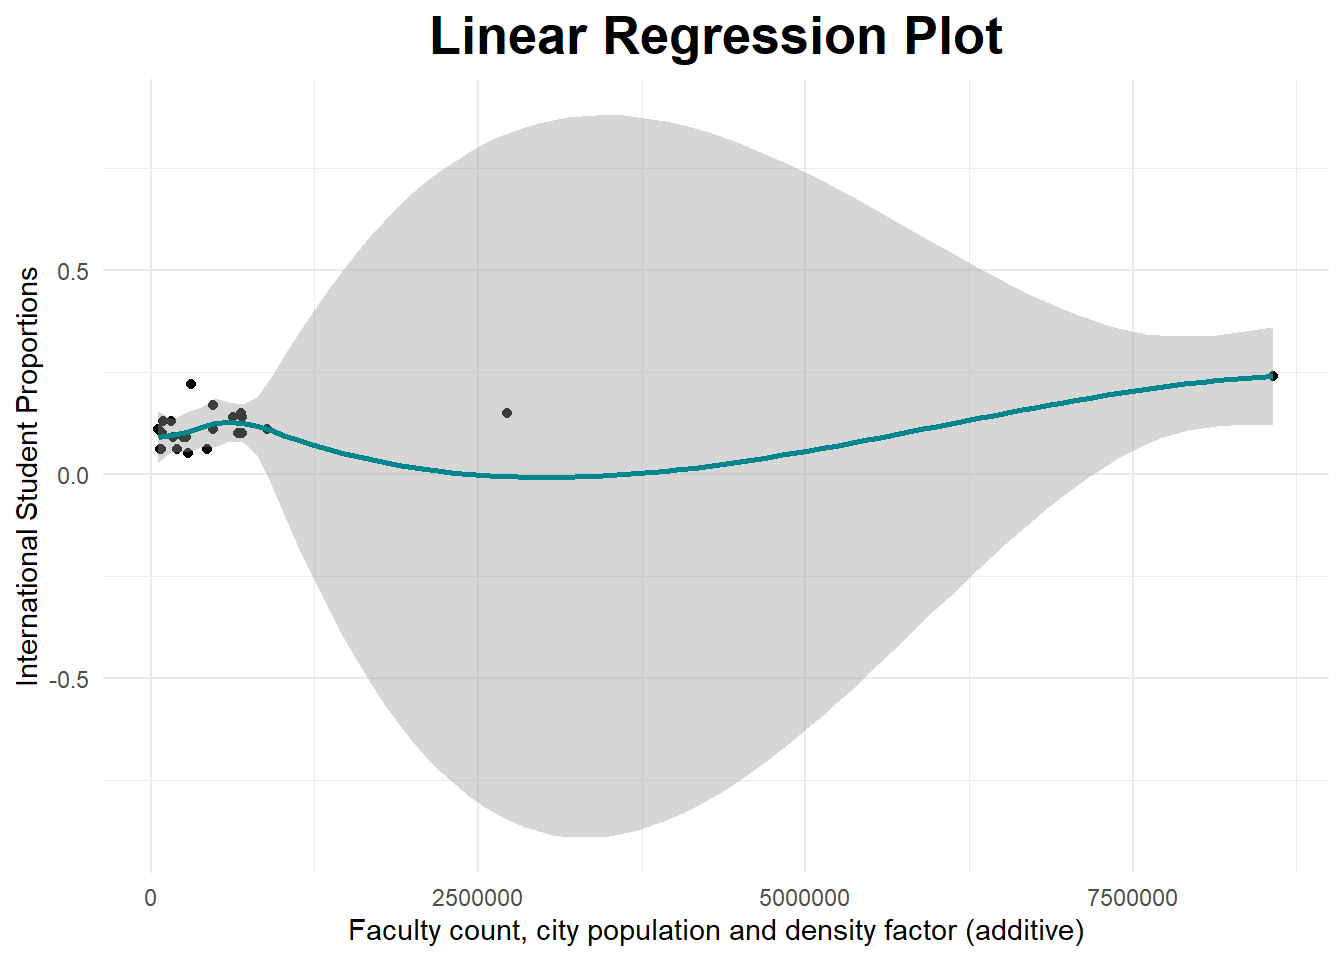 Linear Regression Plot
International Student Proportions
0.5
0.0
-0.5
0 2500000 5000000 7500000
Faculty count, city population and density factor (additive)